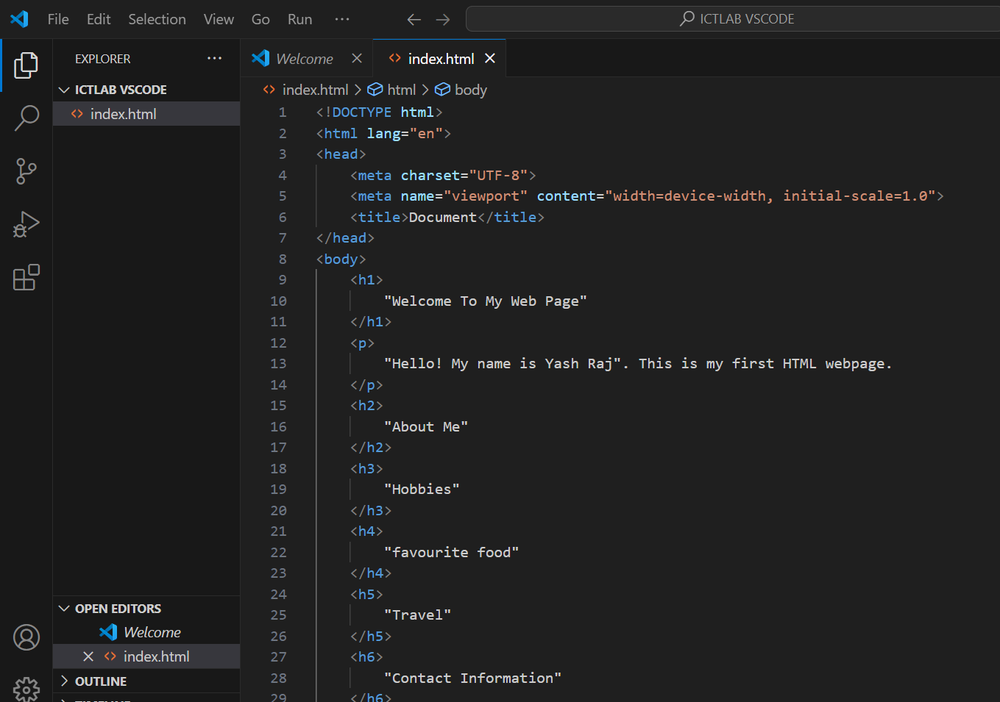 File Edit Selection View Go Run ··· ICTLAB VSCODE
EXPLORER ···
Welcome
index.html
ICTLAB VSCODE
index.html
index.html > html > body
1 <!DOCTYPE html>
2 <html lang="en">
3 <head>
4 <meta charset="UTF-8">
5 <meta name="viewport" content="width=device-width, initial-scale=1.0">
6 <title>Document</title>
7 </head>
8 <body>
9 <h1>
10 "Welcome To My Web Page"
11 </h1>
12 <p>
13 "Hello! My name is Yash Raj". This is my first HTML webpage.
14 </p>
15 <h2>
16 "About Me"
17 </h2>
18 <h3>
19 "Hobbies"
20 </h3>
21 <h4>
22 "favourite food"
23 </h4>
24 <h5>
25 "Travel"
26 </h5>
27 <h6>
28 "Contact Information"
29 </h6>
OPEN EDITORS
Welcome
index.html
OUTLINE
TIMELINE